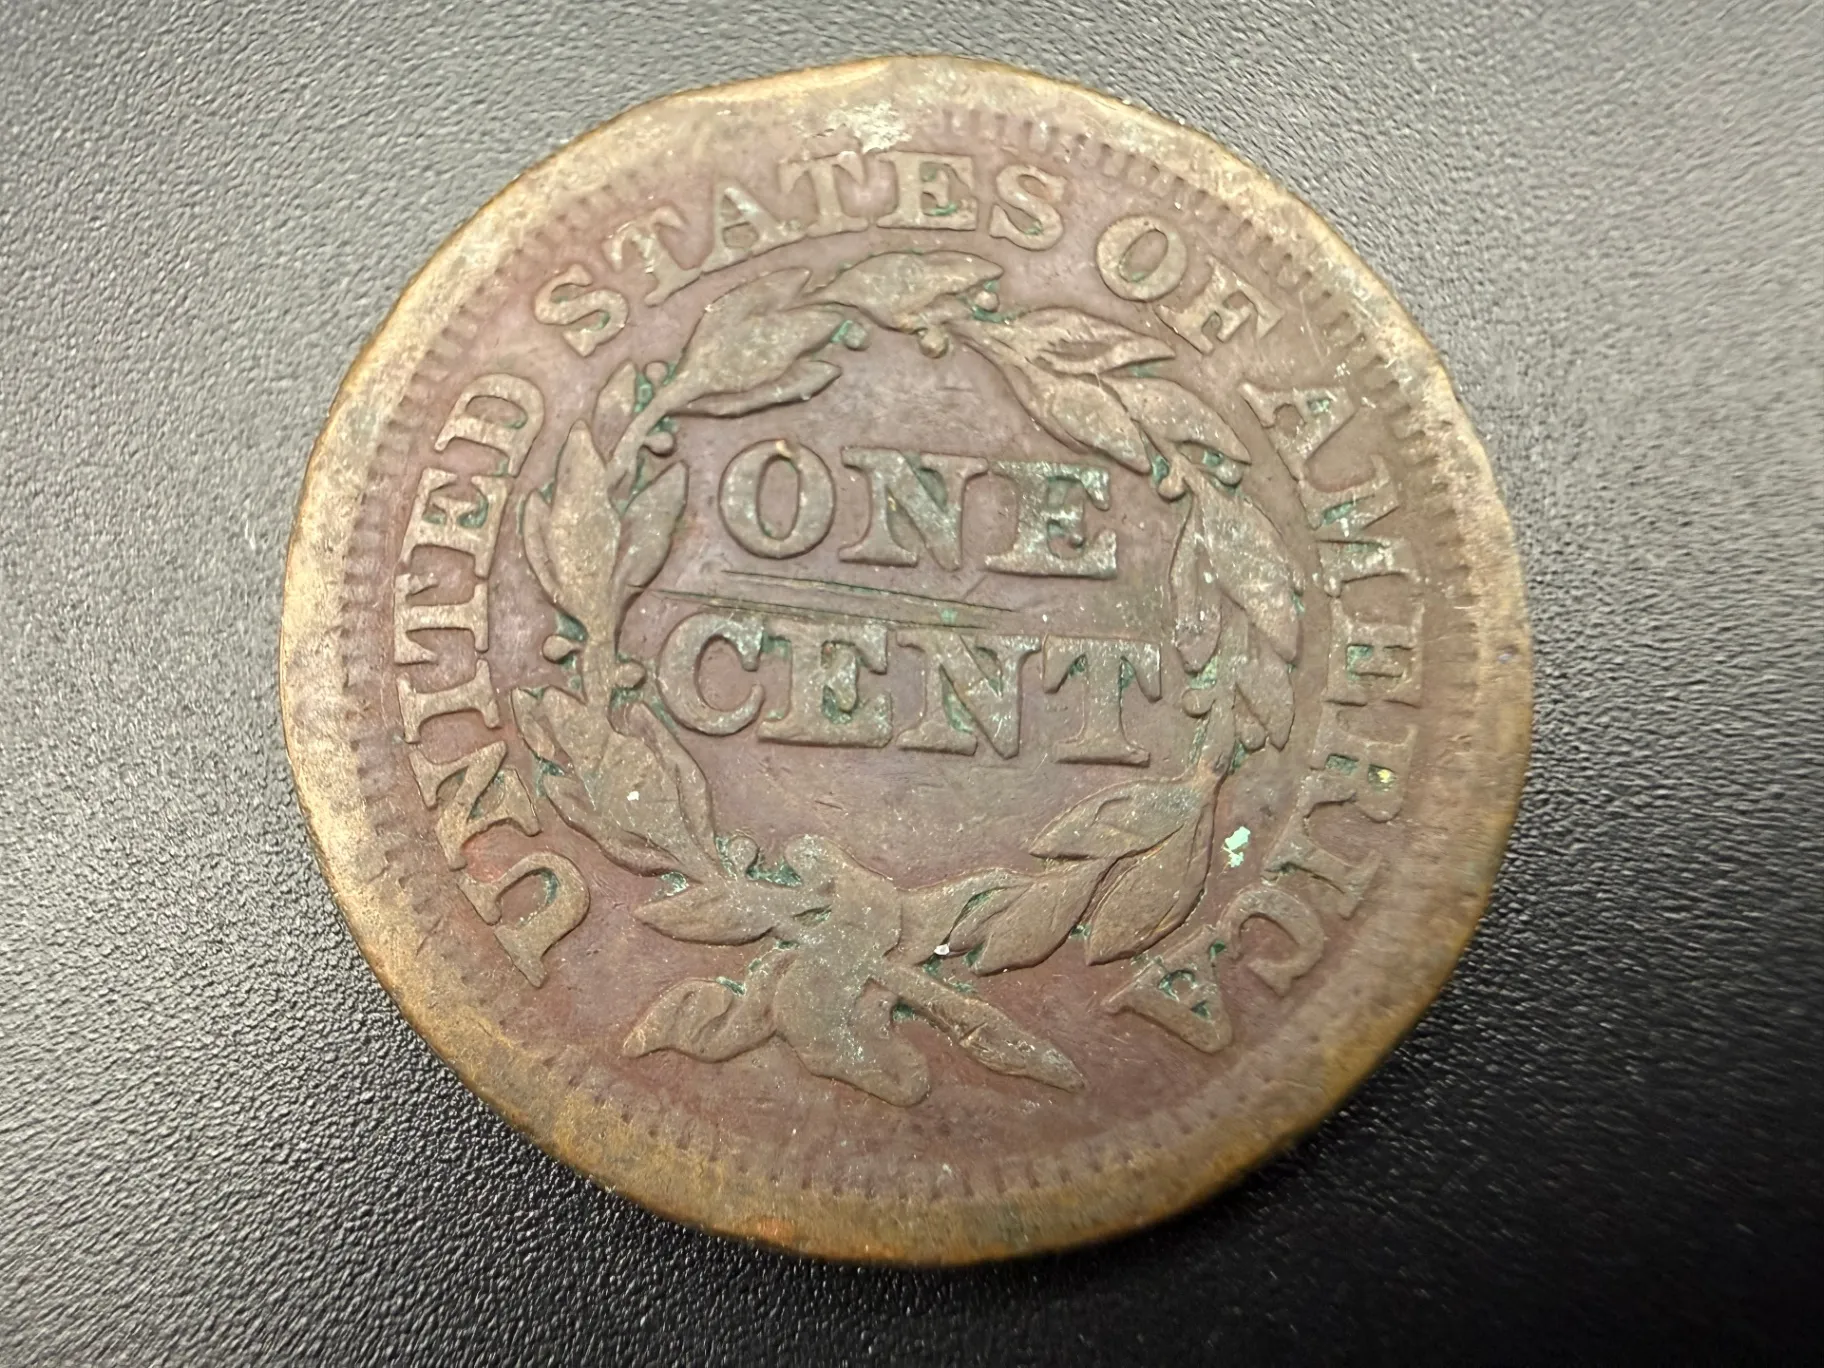 UNITED STATES OF AMERICA
ONE
CENT